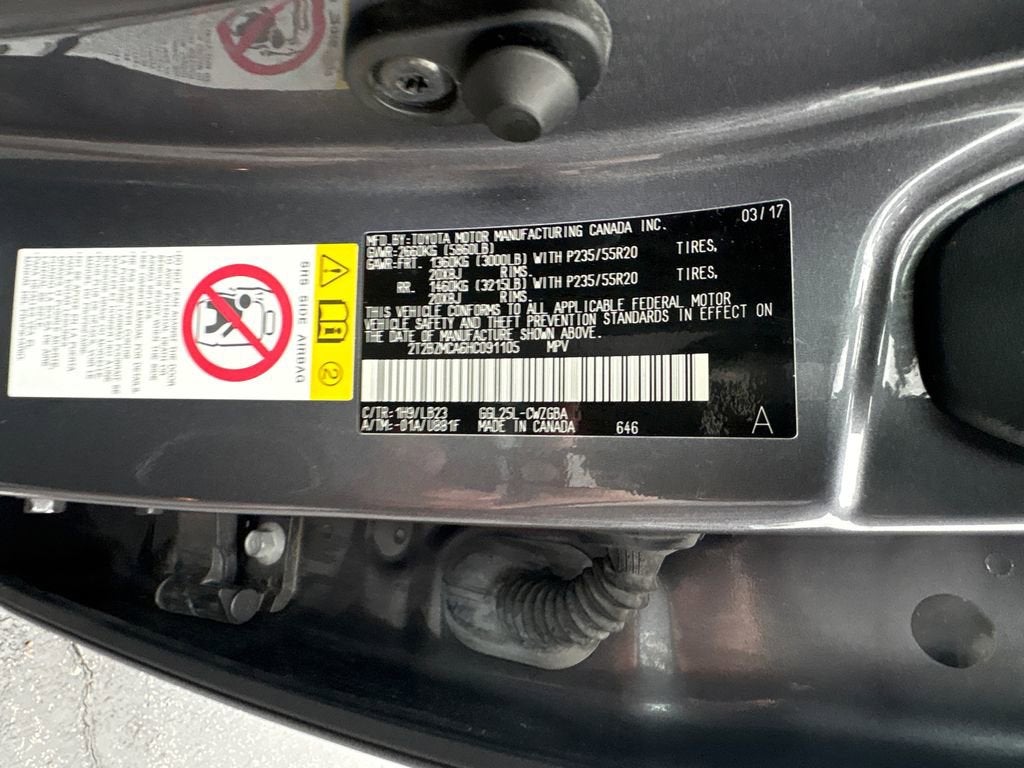 03/17
MFD.BY:TOYOTA MOTOR MANUFACTURING CANADA INC.
GVWR-2660KG (5860LB)
GAWR-FRT. 1360KG (3000LB) WITH P235/55R20 TIRES,
20X8J RIMS.
RR. 1460KG (3215LB) WITH P235/55R20 TIRES,
20X8J RIMS.
THIS VEHICLE CONFORMS TO ALL APPLICABLE FEDERAL MOTOR
VEHICLE SAFETY AND THEFT PREVENTION STANDARDS IN EFFECT ON
THE DATE OF MANUFACTURE SHOWN ABOVE.
2T2BZMCA6HC091105 MPV
C/TR:1H9/LB23 GGL25L-CWZGBA
A/TM:-01A/U881F MADE IN CANADA 646
A
SRS SIDE AIRBAG
2